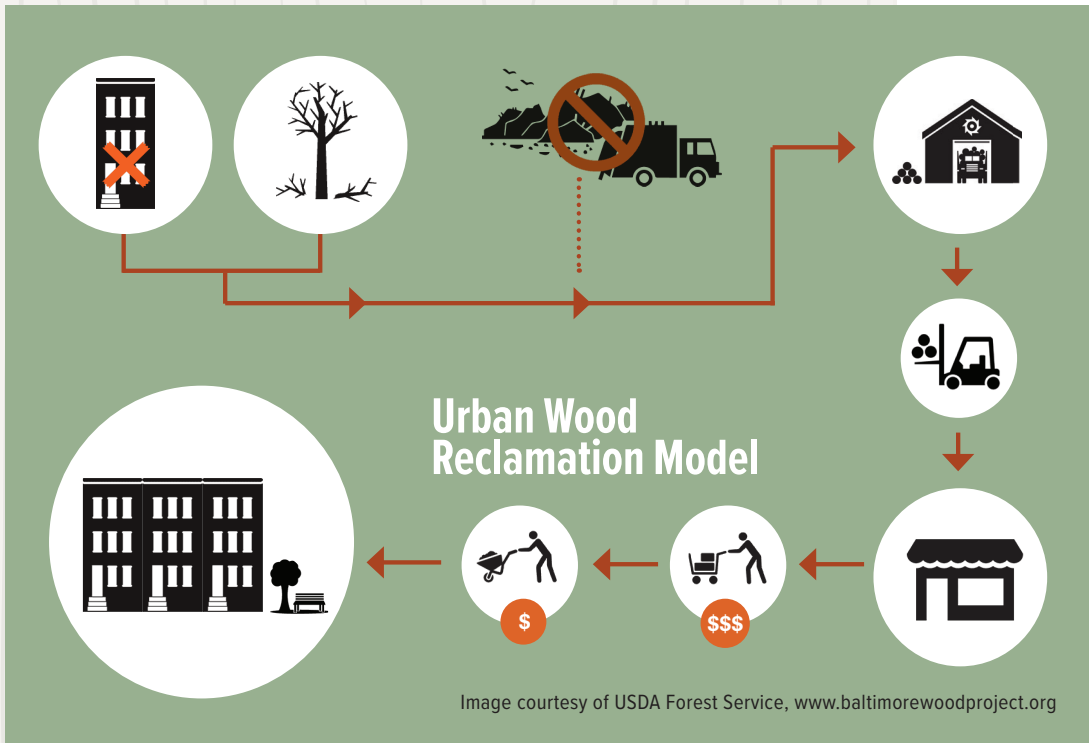 Urban Wood
Reclamation Model
$
$$$
Image courtesy of USDA Forest Service, www.baltimorewoodproject.org